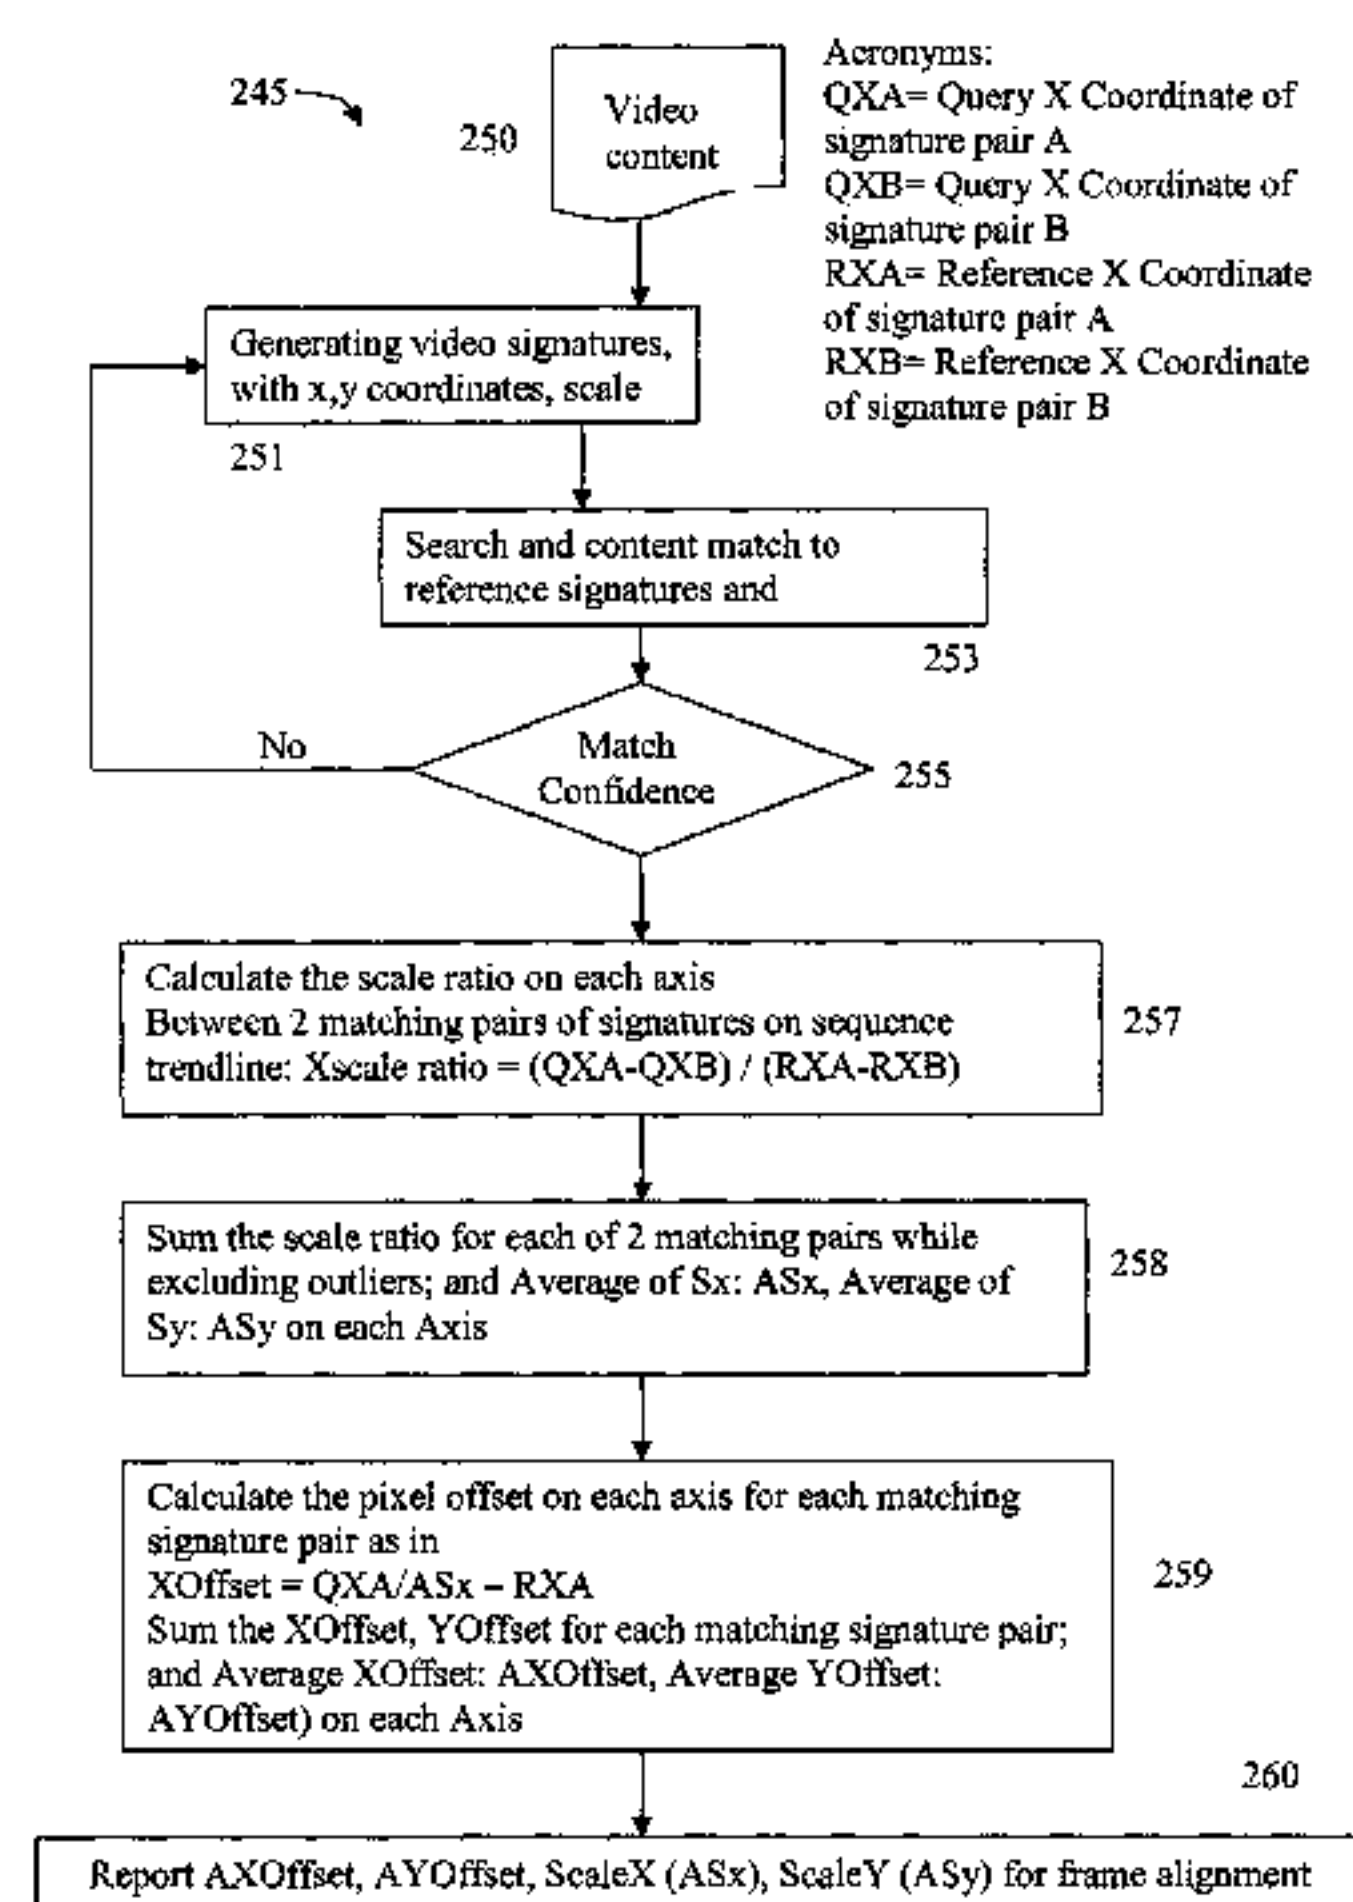 245
250
Video
content
Acronyms:
QXA= Query X Coordinate of
signature pair A
QXB= Query X Coordinate of
signature pair B
RXA= Reference X Coordinate
of signature pair A
RXB= Reference X Coordinate
of signature pair B
Generating video signatures,
with x,y coordinates, scale
251
Search and content match to
reference signatures and
253
No
Match
Confidence
255
Calculate the scale ratio on each axis
Between 2 matching pairs of signatures on sequence
trendline: Xscale ratio = (QXA-QXB) / (RXA-RXB)
257
Sum the scale ratio for each of 2 matching pairs while
excluding outliers; and Average of Sx: ASx, Average of
Sy: ASy on each Axis
258
Calculate the pixel offset on each axis for each matching
signature pair as in
XOffset = QXA/ASx – RXA
Sum the XOffset, YOffset for each matching signature pair;
and Average XOffset: AXOffset, Average YOffset:
AYOffset) on each Axis
259
260
Report AXOffset, AYOffset, ScaleX (ASx), ScaleY (ASy) for frame alignment